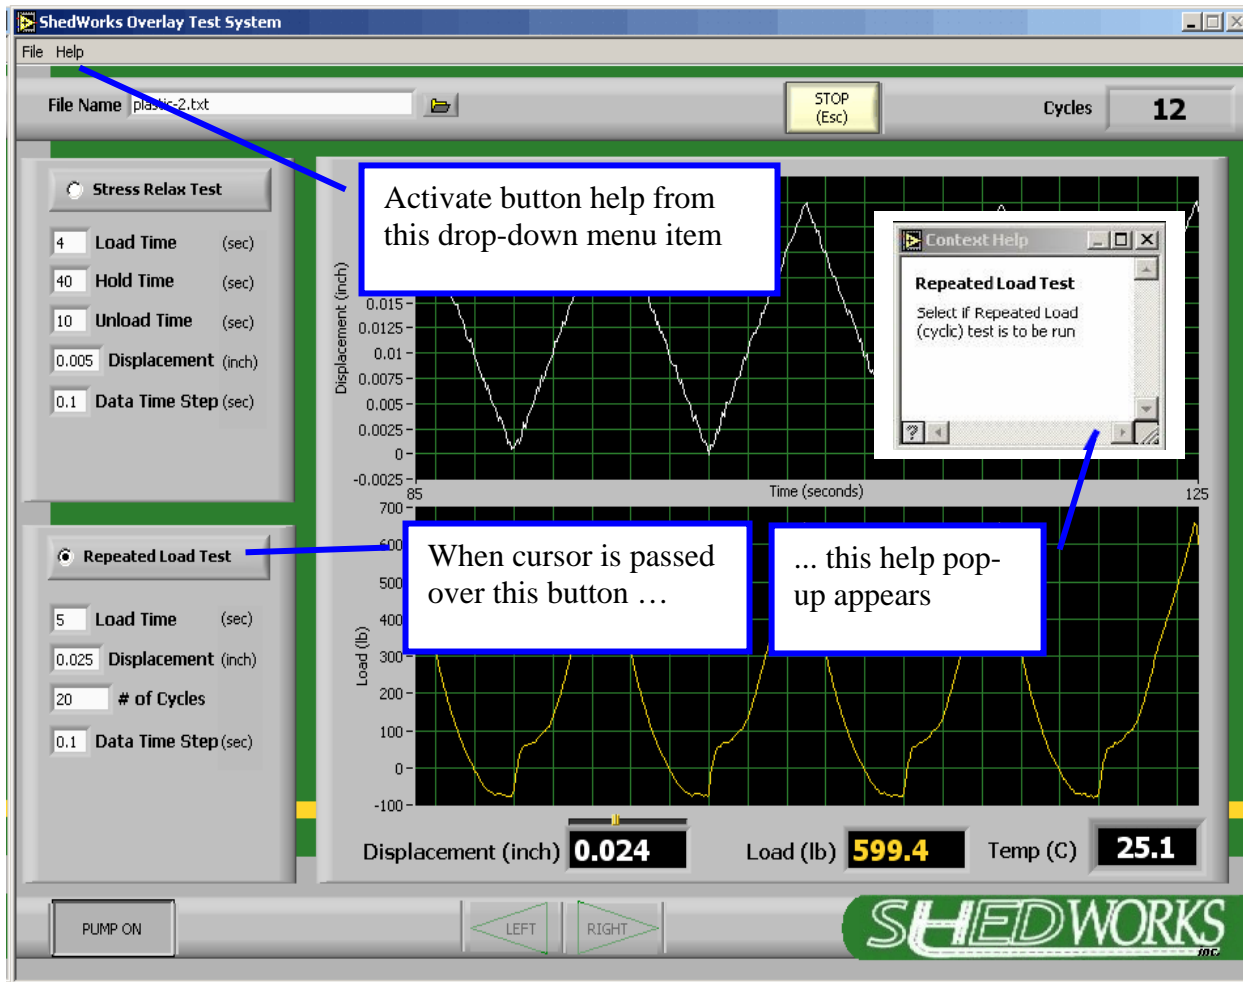 ShedWorks Overlay Test System
File Help
File Name plastic-2.txt
STOP
(Esc)
Cycles 12
Stress Relax Test
4 Load Time (sec)
40 Hold Time (sec)
10 Unload Time (sec)
0.005 Displacement (inch)
0.1 Data Time Step (sec)
Repeated Load Test
5 Load Time (sec)
0.025 Displacement (inch)
20 # of Cycles
0.1 Data Time Step (sec)
Activate button help from
this drop-down menu item
Displacement (inch)
0.015
0.0125
0.01
0.0075
0.005
0.0025
0
-0.0025
85
Time (seconds)
125
Context Help
Repeated Load Test
Select if Repeated Load
(cyclic) test is to be run
?
Load (lb)
700
600
500
400
300
200
100
0
-100
When cursor is passed
over this button …
... this help pop-
up appears
Displacement (inch) 0.024
Load (lb) 599.4
Temp (C) 25.1
PUMP ON
LEFT
RIGHT
SHEDWORKS
inc.